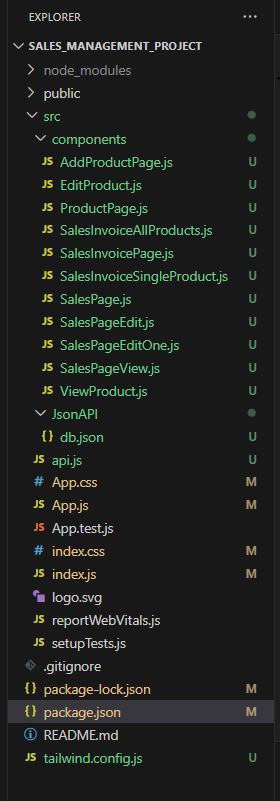 EXPLORER ...
SALES_MANAGEMENT_PROJECT
node_modules
public
src
components
JS AddProductPage.js U
JS EditProduct.js U
JS ProductPage.js U
JS SalesInvoiceAllProducts.js U
JS SalesInvoicePage.js U
JS SalesInvoiceSingleProduct.js U
JS SalesPage.js U
JS SalesPageEdit.js U
JS SalesPageEditOne.js U
JS SalesPageView.js U
JS ViewProduct.js U
JsonAPI
{} db.json U
JS api.js U
# App.css M
JS App.js M
JS App.test.js
# index.css M
JS index.js M
logo.svg
JS reportWebVitals.js
JS setupTests.js
.gitignore
{} package-lock.json M
{} package.json M
README.md
JS tailwind.config.js U